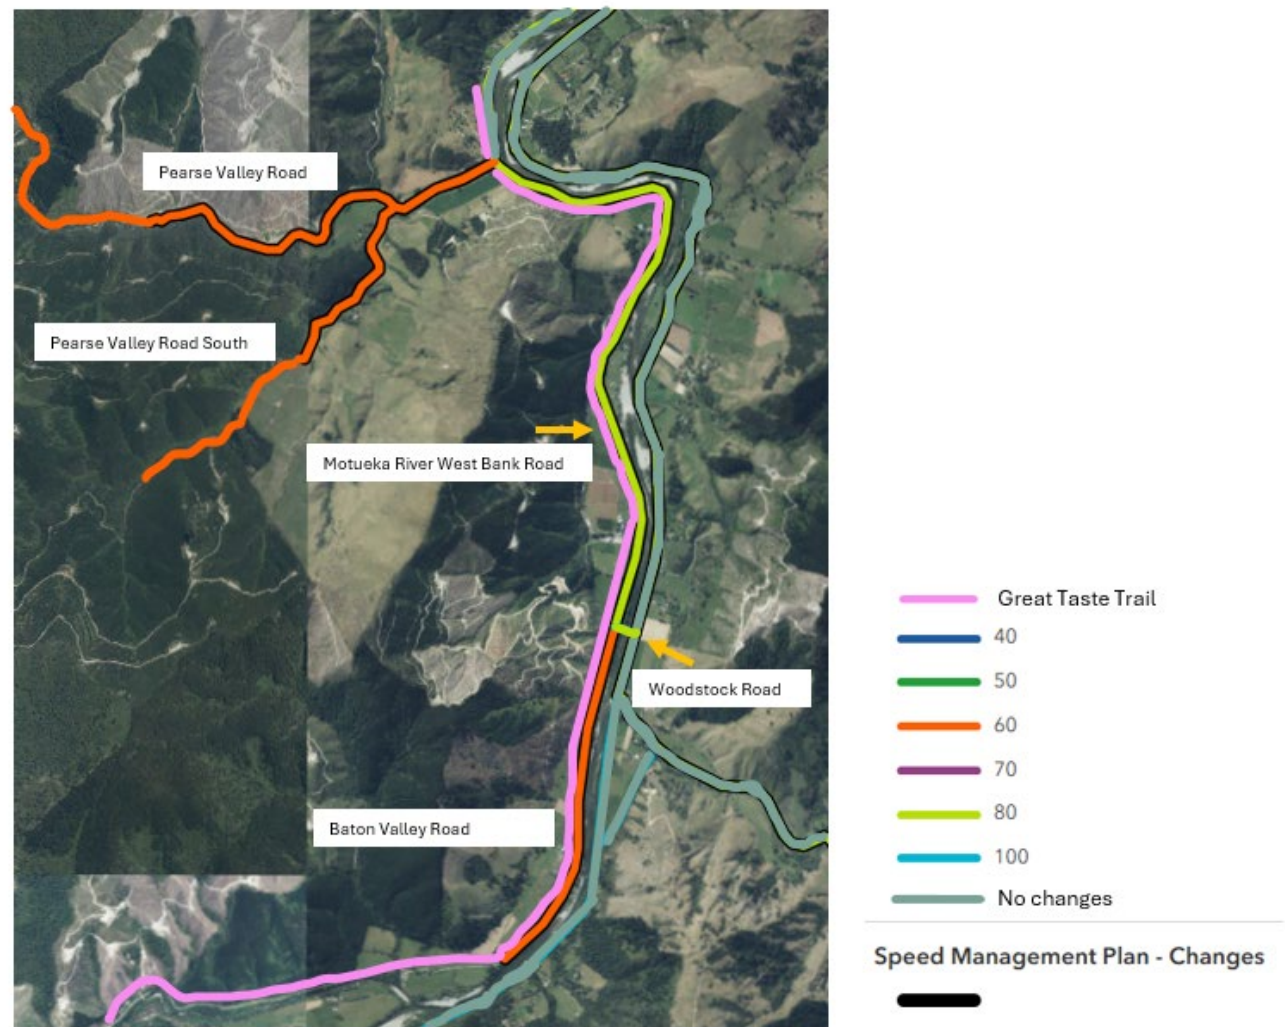 Pearse Valley Road
Pearse Valley Road South
Motueka River West Bank Road
Woodstock Road
Baton Valley Road
Great Taste Trail
40
50
60
70
80
100
No changes
Speed Management Plan - Changes